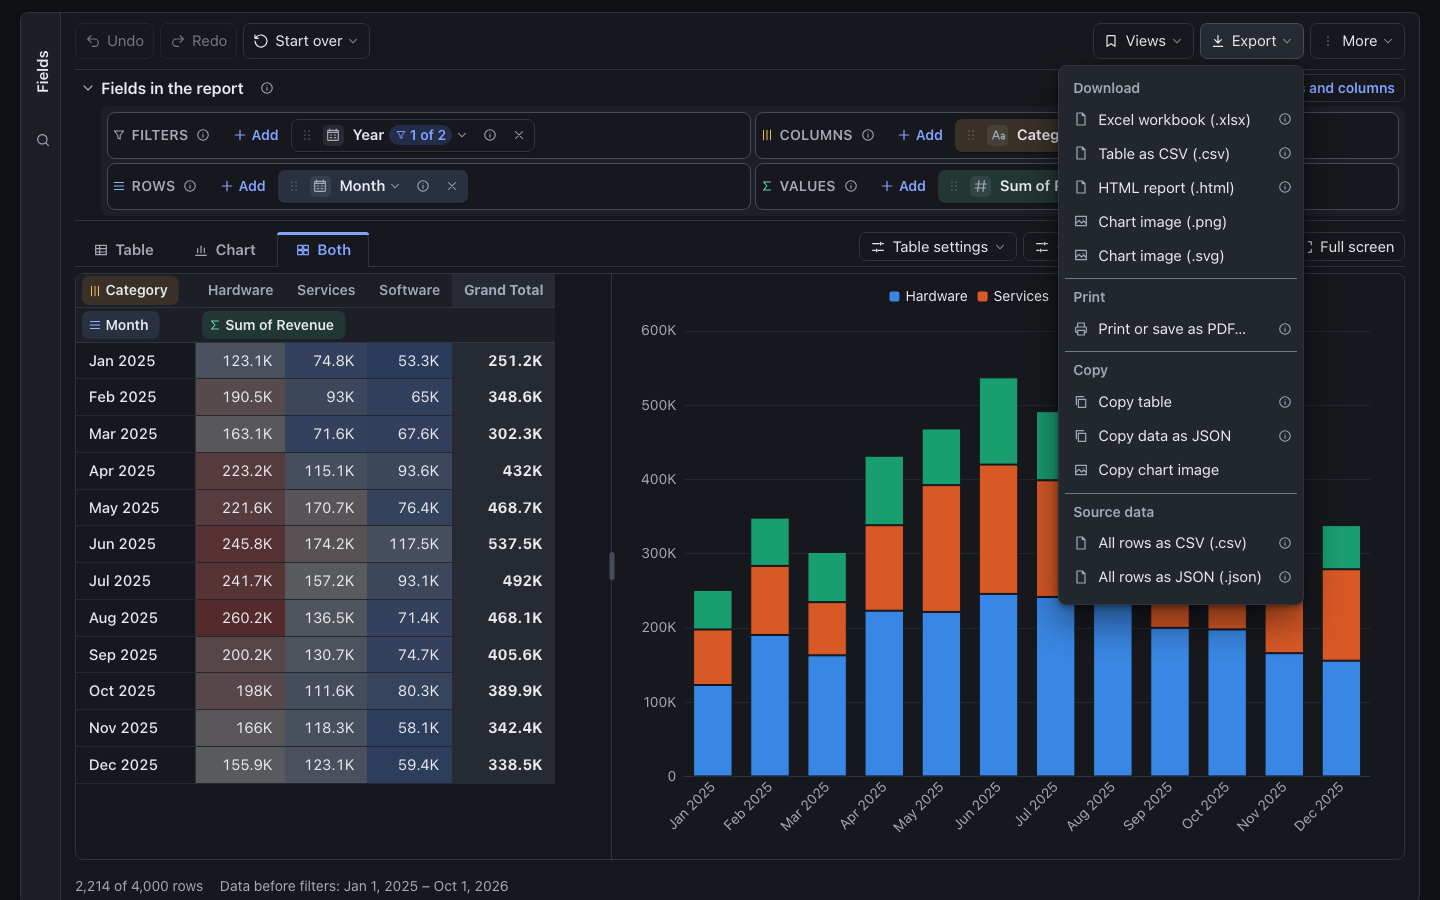 Fields
Undo
Redo
Start over
Views
Export
More
Fields in the report
and columns
FILTERS
Add
Year
1 of 2
COLUMNS
Add
Aa
Categ
ROWS
Add
Month
VALUES
Add
Sum of
Table
Chart
Both
Table settings
Full screen
Download
Excel workbook (.xlsx)
Table as CSV (.csv)
HTML report (.html)
Chart image (.png)
Chart image (.svg)
Print
Print or save as PDF...
Copy
Copy table
Copy data as JSON
Copy chart image
Source data
All rows as CSV (.csv)
All rows as JSON (.json)
Category Hardware Services Software Grand Total
Month Σ Sum of Revenue
Jan 2025 123.1K 74.8K 53.3K 251.2K
Feb 2025 190.5K 93K 65K 348.6K
Mar 2025 163.1K 71.6K 67.6K 302.3K
Apr 2025 223.2K 115.1K 93.6K 432K
May 2025 221.6K 170.7K 76.4K 468.7K
Jun 2025 245.8K 174.2K 117.5K 537.5K
Jul 2025 241.7K 157.2K 93.1K 492K
Aug 2025 260.2K 136.5K 71.4K 468.1K
Sep 2025 200.2K 130.7K 74.7K 405.6K
Oct 2025 198K 111.6K 80.3K 389.9K
Nov 2025 166K 118.3K 58.1K 342.4K
Dec 2025 155.9K 123.1K 59.4K 338.5K
Hardware Services
600K
500K
400K
300K
200K
100K
0
Jan 2025
Feb 2025
Mar 2025
Apr 2025
May 2025
Jun 2025
Jul 2025
Aug 2025
Sep 2025
Oct 2025
Nov 2025
Dec 2025
2,214 of 4,000 rows Data before filters: Jan 1, 2025 – Oct 1, 2026